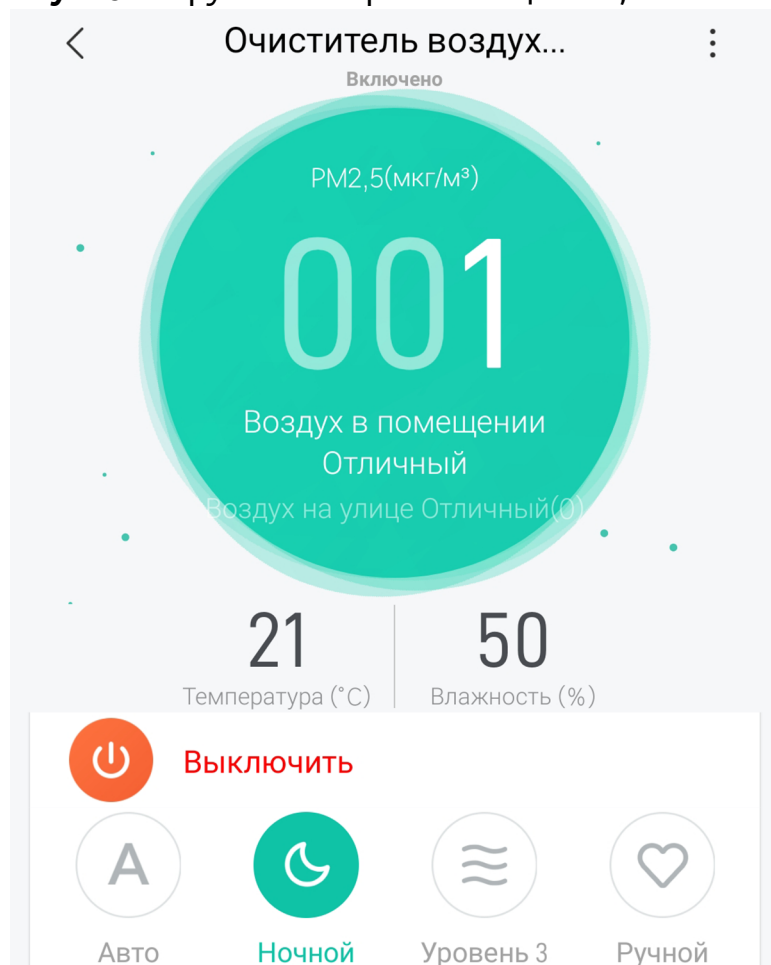 Очиститель воздух...
Включено
PM2,5(мкг/м³)
001
Воздух в помещении
Отличный
Воздух на улице Отличный(0)
21 50
Температура (°C) Влажность (%)
Выключить
A
Авто Ночной Уровень 3 Ручной